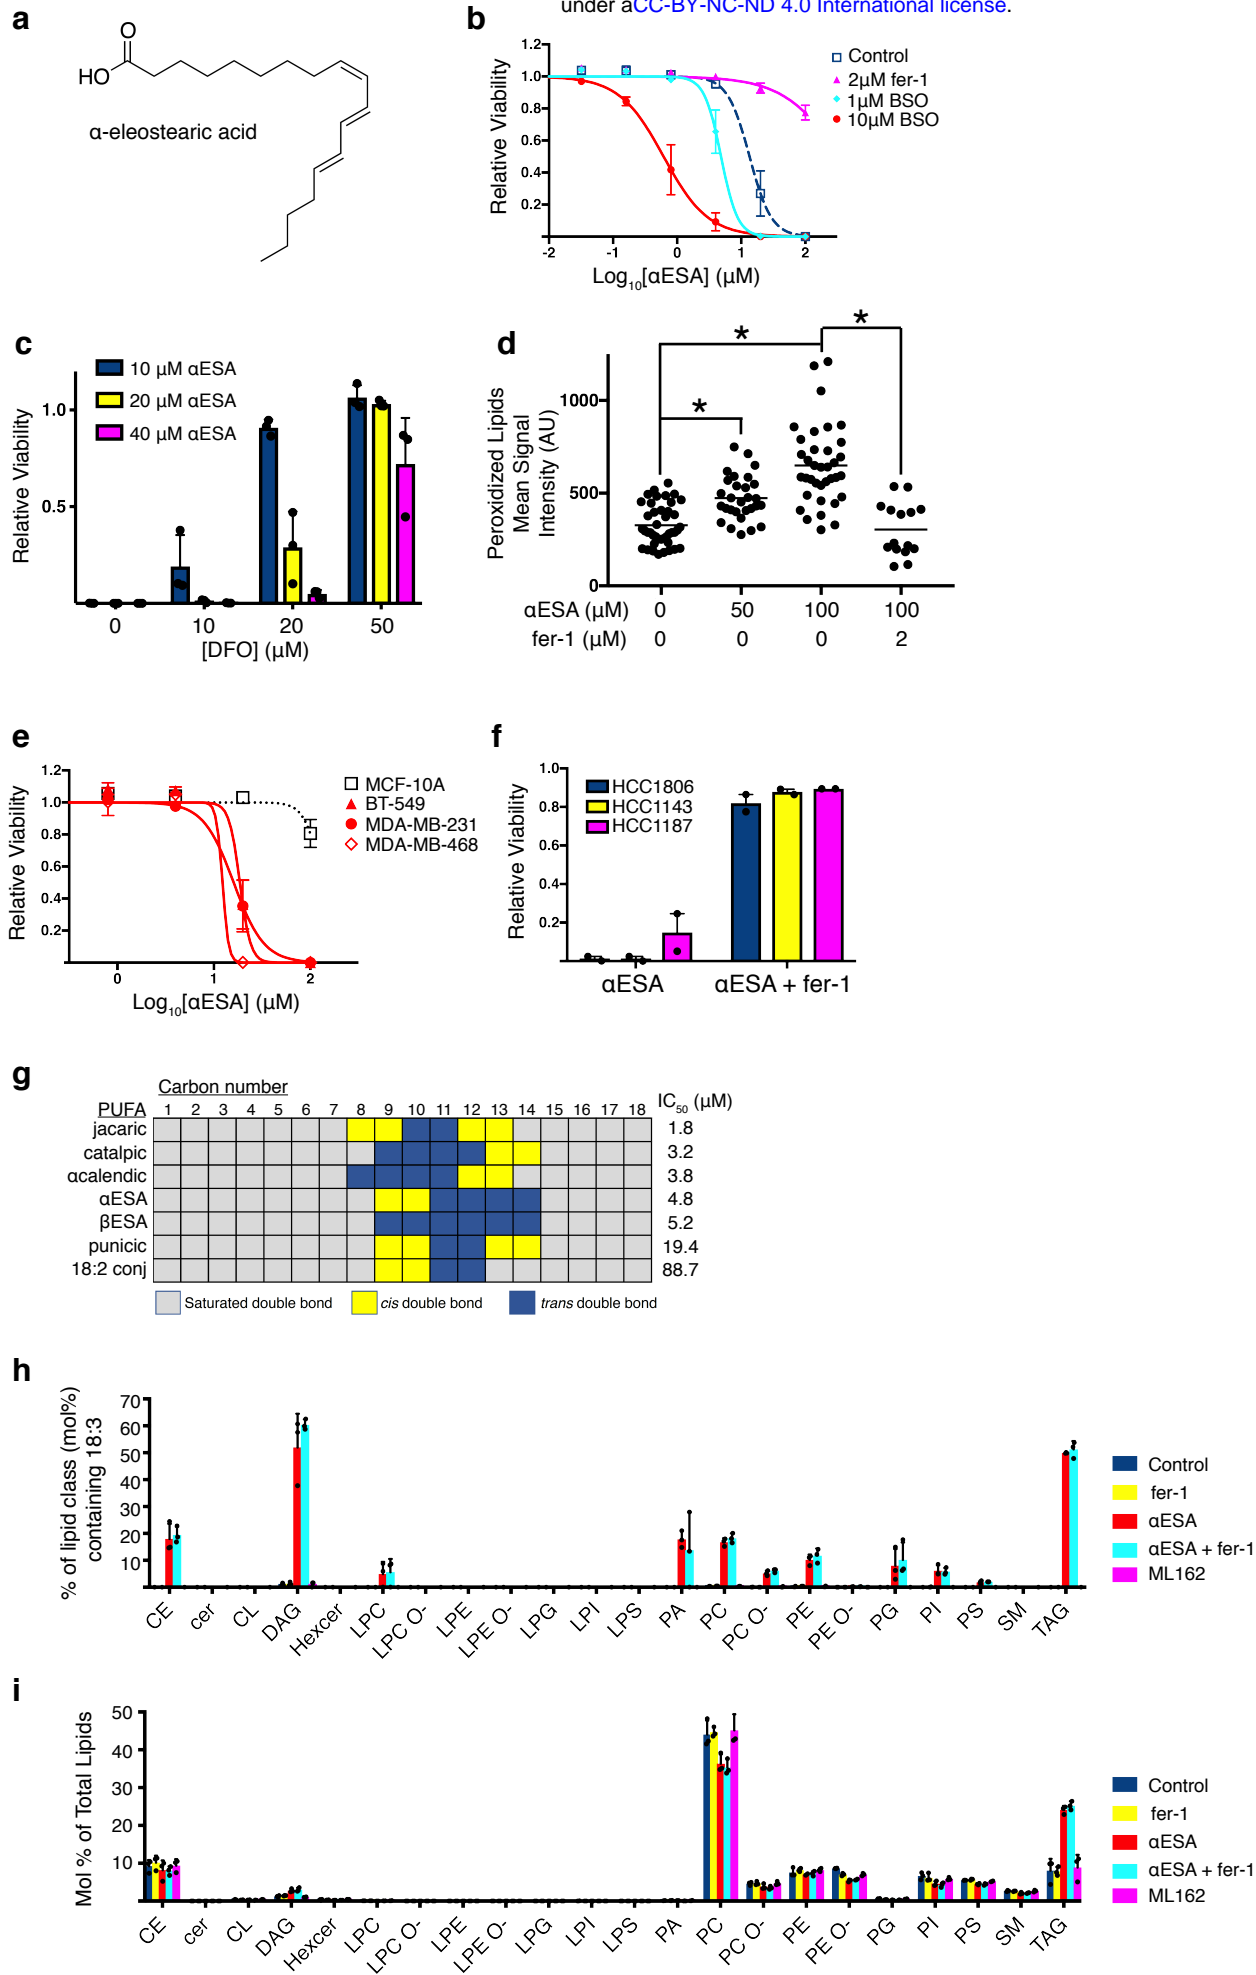 under aCC-BY-NC-ND 4.0 International license.
a
O
HO
α-eleostearic acid
b
Relative Viability
1.2
1.0
0.8
0.6
0.4
0.2
-2 -1 0 1 2
Log10[αESA] (μM)
Control
2μM fer-1
1μM BSO
10μM BSO
c
10 μM αESA
20 μM αESA
40 μM αESA
Relative Viability
1.0
0.5
0 10 20 50
[DFO] (μM)
d
Peroxidized Lipids
Mean Signal
Intensity (AU)
1000
500
0
* * *
αESA (μM) 0 50 100 100
fer-1 (μM) 0 0 0 2
e
Relative Viability
1.2
1.0
0.8
0.6
0.4
0.2
0 1 2
Log10[αESA] (μM)
MCF-10A
BT-549
MDA-MB-231
MDA-MB-468
f
Relative Viability
1.0
0.8
0.6
0.4
0.2
HCC1806
HCC1143
HCC1187
αESA αESA + fer-1
g
Carbon number
PUFA 1 2 3 4 5 6 7 8 9 10 11 12 13 14 15 16 17 18 IC50 (μM)
jacaric 1.8
catalpic 3.2
αcalendic 3.8
αESA 4.8
βESA 5.2
punicic 19.4
18:2 conj 88.7
Saturated double bond cis double bond trans double bond
h
% of lipid class (mol%)
containing 18:3
70
60
50
40
30
20
10
CE cer CL DAG Hexcer LPC LPC O- LPE LPE O- LPG LPI LPS PA PC PC O- PE PE O- PG PI PS SM TAG
Control
fer-1
αESA
αESA + fer-1
ML162
i
Mol % of Total Lipids
50
40
30
20
10
CE cer CL DAG Hexcer LPC LPC O- LPE LPE O- LPG LPI LPS PA PC PC O- PE PE O- PG PI PS SM TAG
Control
fer-1
αESA
αESA + fer-1
ML162